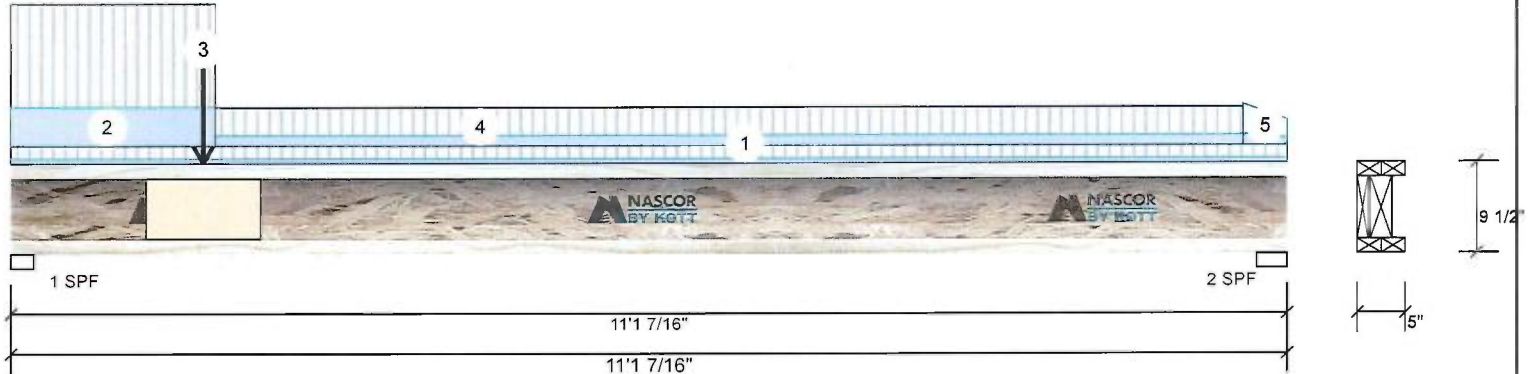 3
2
4
1
5
NASCOR
BY KOTT
NASCOR
BY KOTT
9 1/2"
1 SPF
2 SPF
11'1 7/16"
5"
11'1 7/16"